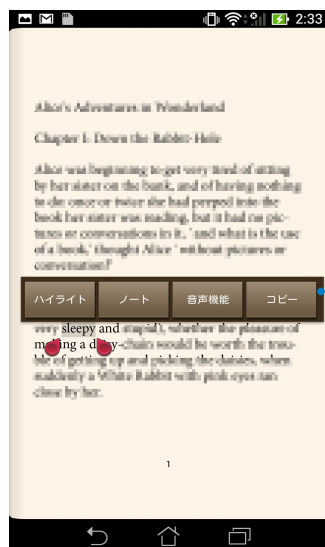 2:33
Alice's Adventures in Wonderland
Chapter I: Down the Rabbit-Hole
Alice was beginning to get very tired of sitting
by her sister on the bank, and of having nothing
to do: once or twice she had peeped into the
book her sister was reading, but it had no pic-
tures or conversations in it, 'and what is the use
of a book,' thought Alice 'without pictures or
conversation?'
ハイライト ノート 音声機能 コピー
very sleepy and stupid), whether the pleasure of
making a daisy-chain would be worth the trou-
ble of getting up and picking the daisies, when
suddenly a White Rabbit with pink eyes ran
close by her.
1